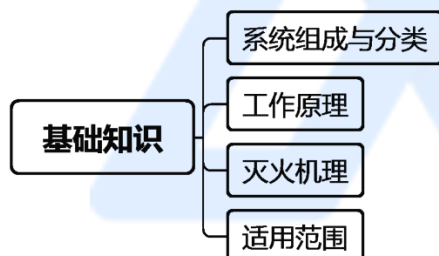 系统组成与分类
工作原理
基础知识
灭火机理
适用范围